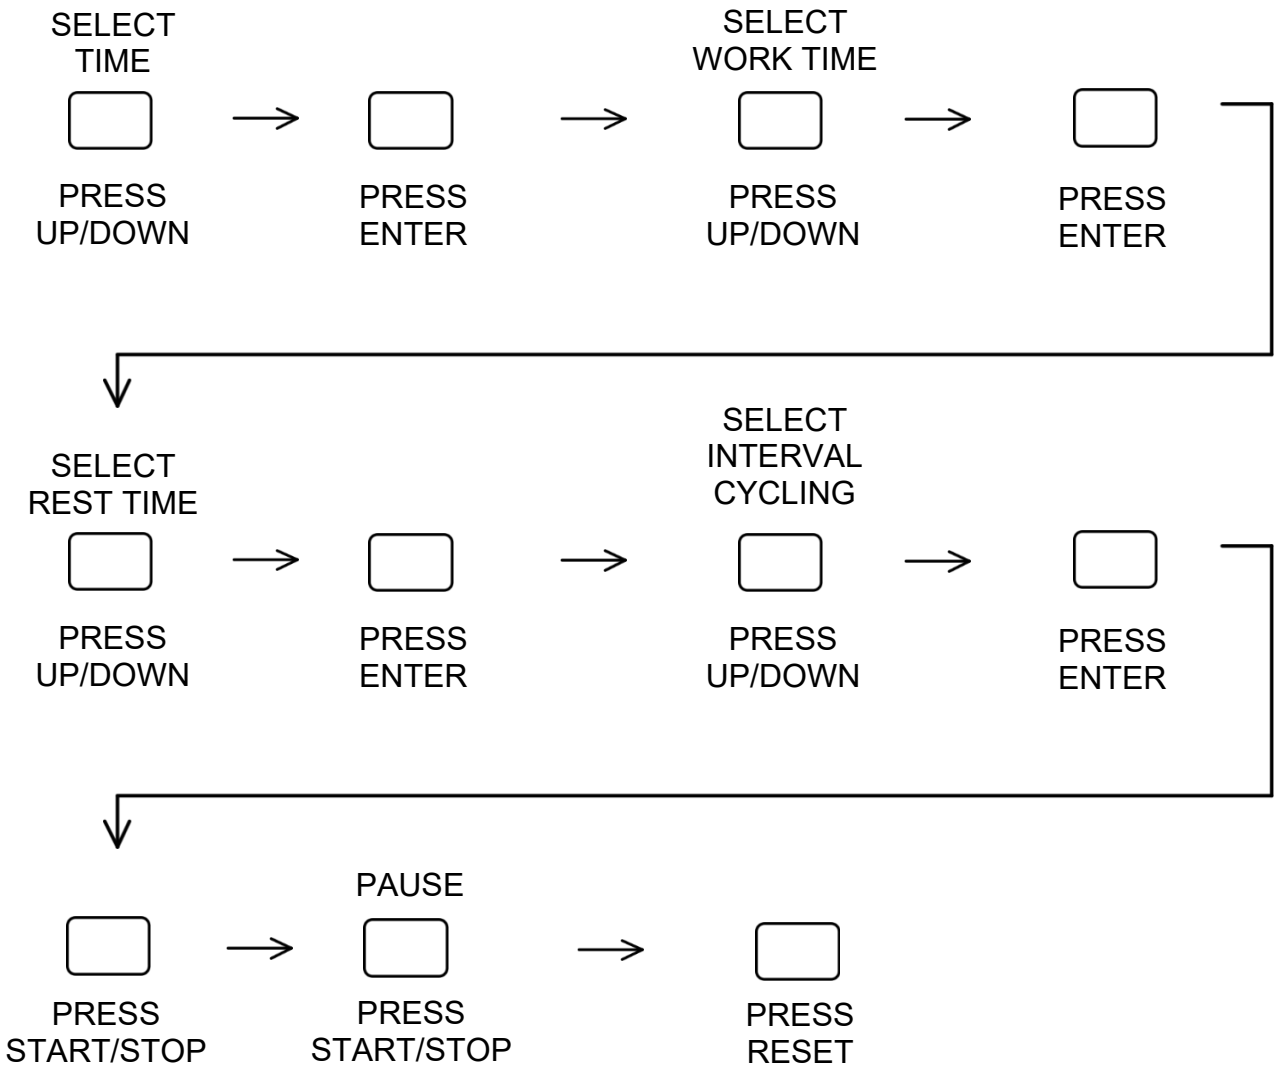 SELECT
TIME
PRESS
UP/DOWN
PRESS
ENTER
SELECT
WORK TIME
PRESS
UP/DOWN
PRESS
ENTER
SELECT
REST TIME
PRESS
UP/DOWN
PRESS
ENTER
SELECT
INTERVAL
CYCLING
PRESS
UP/DOWN
PRESS
ENTER
PRESS
START/STOP
PAUSE
PRESS
START/STOP
PRESS
RESET